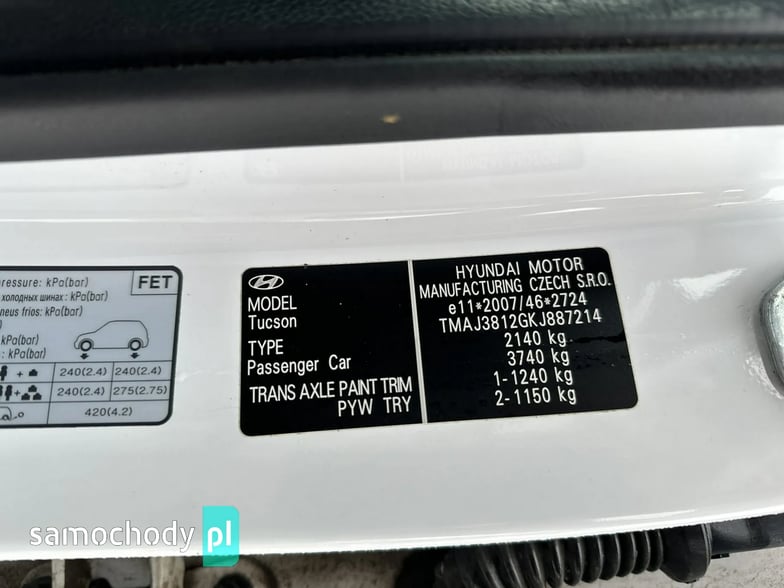 ressure: kPa(bar)
холодных шинах : kPa(bar)
neus fríos: kPa(bar)
kPa(bar)
: kPa(bar)
FET
240(2.4) 240(2.4)
240(2.4) 275(2.75)
420(4.2)
MODEL
Tucson
TYPE
Passenger Car
TRANS AXLE PAINT TRIM
PYW TRY
HYUNDAI MOTOR
MANUFACTURING CZECH S.R.O.
e11*2007/46*2724
TMAJ3812GKJ887214
2140 kg
3740 kg
1-1240 kg
2-1150 kg
samochody pl